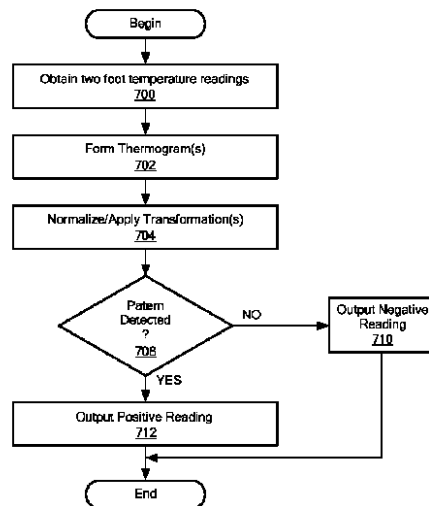 Begin
Obtain two foot temperature readings
700
Form Thermogram(s)
702
Normalize/Apply Transformation(s)
704
Pattern
Detected
?
708
NO
Output Negative
Reading
710
YES
Output Positive Reading
712
End